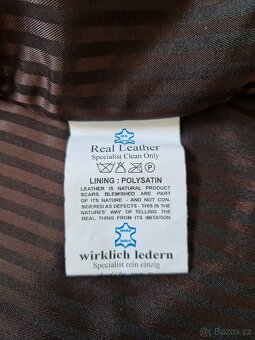 Real Leather
Specialist Clean Only
LINING : POLYSATIN
LEATHER IS NATURAL PRODUCT
SCARS, BLEMISHED ARE PART
OF ITS NATURE - AND NOT CON-
SIDERED AS DEFECTS - THIS IS THE
NATURES' WAY OF TELLING THE
REAL THING FROM ITS IMITATION
wirklich ledern
Specialist rein einzig
bazos.cz